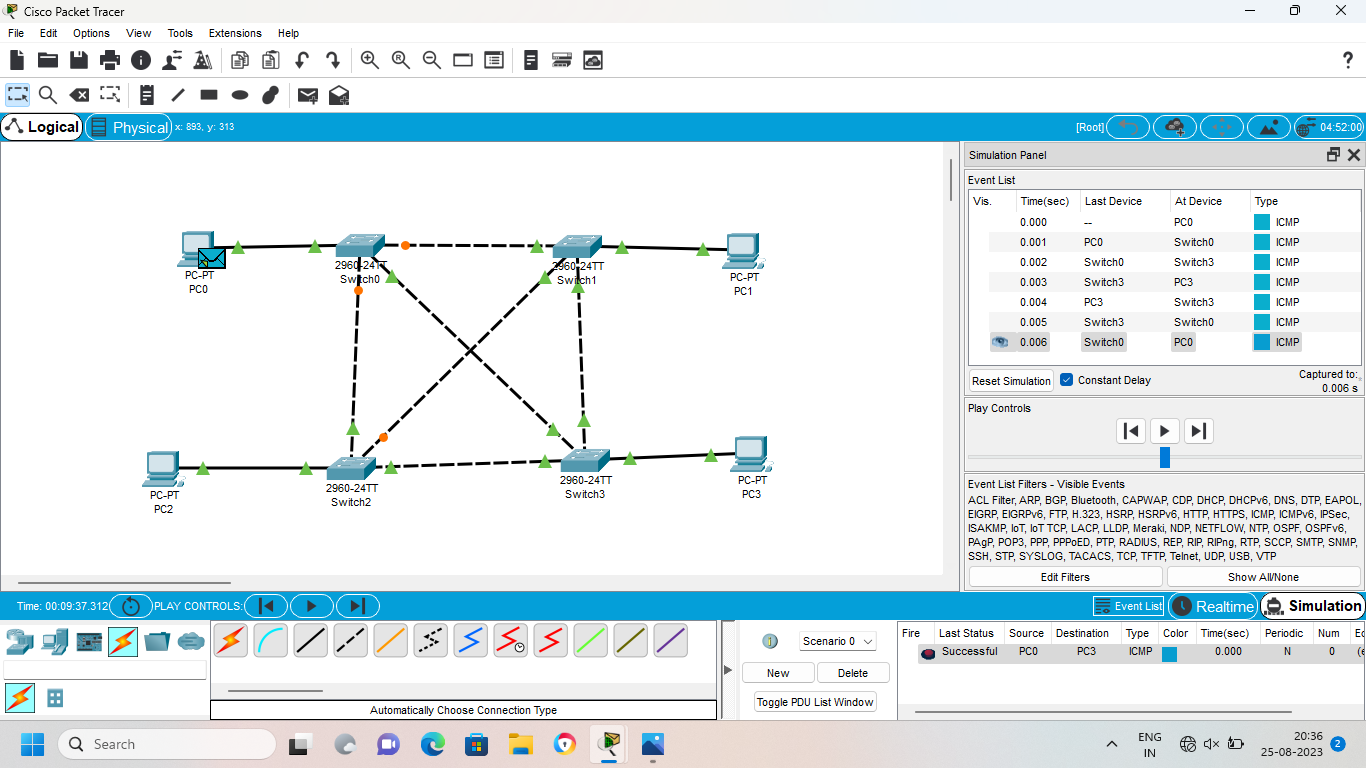 Cisco Packet Tracer
File Edit Options View Tools Extensions Help
Logical Physical x: 893, y: 313 [Root] 04:52:00
PC-PT
PC0
2960-24TT
Switch0
2960-24TT
Switch1
PC-PT
PC1
PC-PT
PC2
2960-24TT
Switch2
2960-24TT
Switch3
PC-PT
PC3
Simulation Panel
Event List
Vis. Time(sec) Last Device At Device Type
0.000 -- PC0 ICMP
0.001 PC0 Switch0 ICMP
0.002 Switch0 Switch3 ICMP
0.003 Switch3 PC3 ICMP
0.004 PC3 Switch3 ICMP
0.005 Switch3 Switch0 ICMP
0.006 Switch0 PC0 ICMP
Reset Simulation Constant Delay Captured to:
0.006 s
Play Controls
Event List Filters - Visible Events
ACL Filter, ARP, BGP, Bluetooth, CAPWAP, CDP, DHCP, DHCPv6, DNS, DTP, EAPOL,
EIGRP, EIGRPv6, FTP, H.323, HSRP, HSRPv6, HTTP, HTTPS, ICMP, ICMPv6, IPSec,
ISAKMP, IoT, IoT TCP, LACP, LLDP, Meraki, NDP, NETFLOW, NTP, OSPF, OSPFv6,
PAgP, POP3, PPP, PPPoED, PTP, RADIUS, REP, RIP, RIPng, RTP, SCCP, SMTP, SNMP,
SSH, STP, SYSLOG, TACACS, TCP, TFTP, Telnet, UDP, USB, VTP
Edit Filters Show All/None
Time: 00:09:37.312 PLAY CONTROLS: Event List Realtime Simulation
Scenario 0
New Delete
Toggle PDU List Window
Fire Last Status Source Destination Type Color Time(sec) Periodic Num Ec
Successful PC0 PC3 ICMP 0.000 N 0 (e
Automatically Choose Connection Type
Search
ENG
IN
20:36
25-08-2023
2